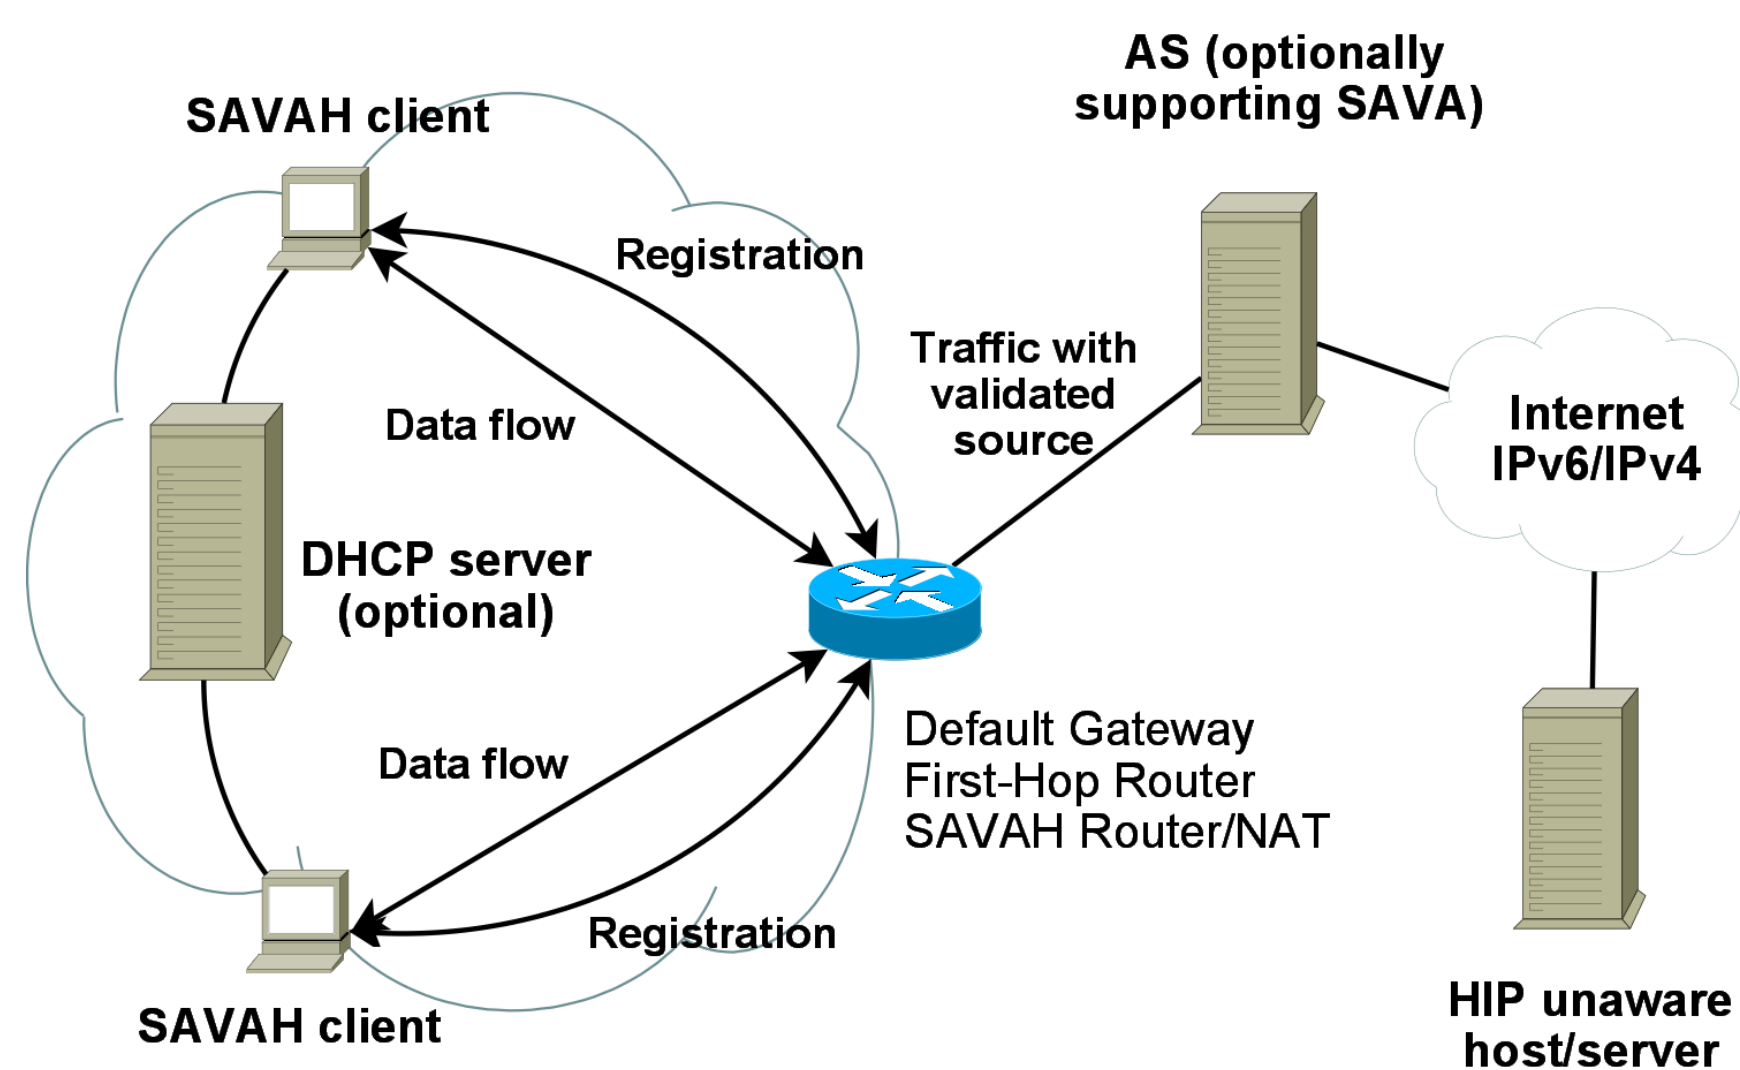 AS (optionally
supporting SAVA)
SAVAH client
Registration
Traffic with
validated
source
Data flow
Internet
IPv6/IPv4
DHCP server
(optional)
Default Gateway
First-Hop Router
SAVAH Router/NAT
Data flow
Registration
SAVAH client
HIP unaware
host/server